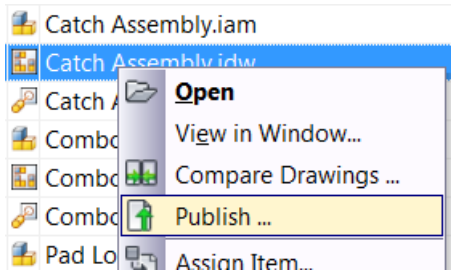 Catch Assembly.iam
Catch Assembly.idw
Catch
Open
Combo
View in Window...
Combo
Compare Drawings ...
Combo
Publish ...
Pad Lo
Assign Item...